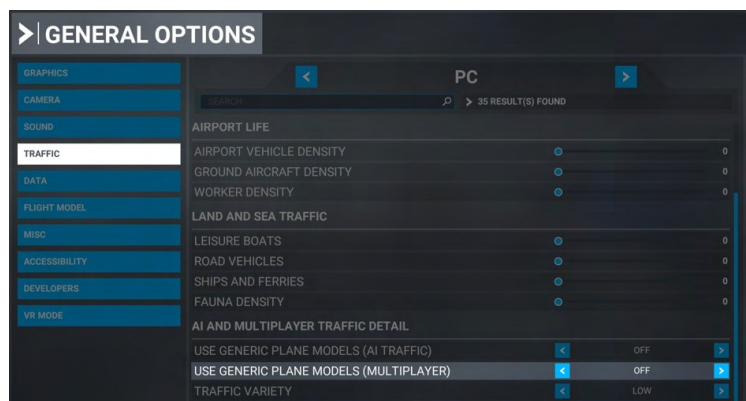 GENERAL OPTIONS
GRAPHICS
CAMERA
SOUND
TRAFFIC
DATA
FLIGHT MODEL
MISC
ACCESSIBILITY
DEVELOPERS
VR MODE
PC
SEARCH
35 RESULT(S) FOUND
AIRPORT LIFE
AIRPORT VEHICLE DENSITY 0
GROUND AIRCRAFT DENSITY 0
WORKER DENSITY 0
LAND AND SEA TRAFFIC
LEISURE BOATS 0
ROAD VEHICLES 0
SHIPS AND FERRIES 0
FAUNA DENSITY 0
AI AND MULTIPLAYER TRAFFIC DETAIL
USE GENERIC PLANE MODELS (AI TRAFFIC) OFF
USE GENERIC PLANE MODELS (MULTIPLAYER) OFF
TRAFFIC VARIETY LOW